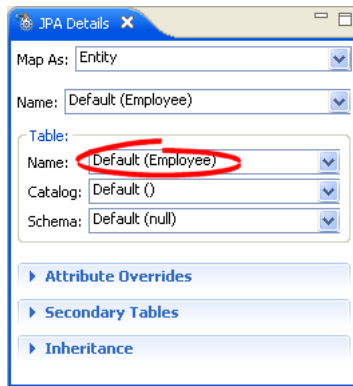 JPA Details
Map As: Entity
Name: Default (Employee)
Table:
Name: Default (Employee)
Catalog: Default ()
Schema: Default (null)
Attribute Overrides
Secondary Tables
Inheritance